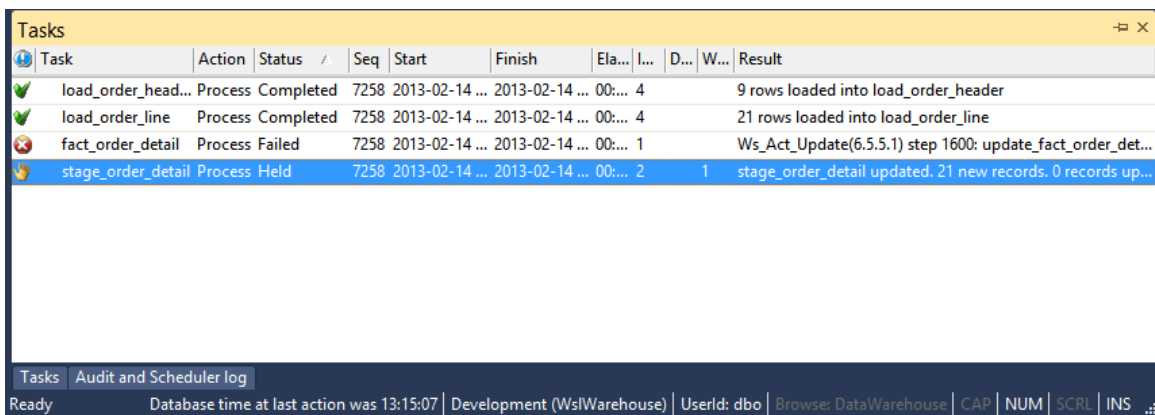 Tasks
Task Action Status Seq Start Finish Ela... I... D... W... Result
load_order_head... Process Completed 7258 2013-02-14 ... 2013-02-14 ... 00:... 4 9 rows loaded into load_order_header
load_order_line Process Completed 7258 2013-02-14 ... 2013-02-14 ... 00:... 4 21 rows loaded into load_order_line
fact_order_detail Process Failed 7258 2013-02-14 ... 2013-02-14 ... 00:... 1 Ws_Act_Update(6.5.5.1) step 1600: update_fact_order_det...
stage_order_detail Process Held 7258 2013-02-14 ... 2013-02-14 ... 00:... 2 1 stage_order_detail updated. 21 new records. 0 records up...
Tasks Audit and Scheduler log
Ready Database time at last action was 13:15:07 Development (WslWarehouse) UserId: dbo Browse: DataWarehouse CAP NUM SCRL INS